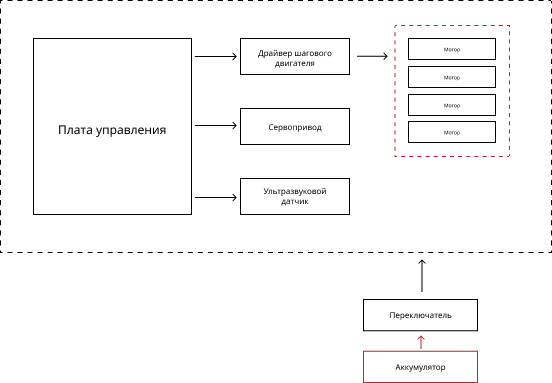 Плата управления
Драйвер шагового
двигателя
Сервопривод
Ультразвуковой
датчик
Мотор
Мотор
Мотор
Мотор
Переключатель
Аккумулятор